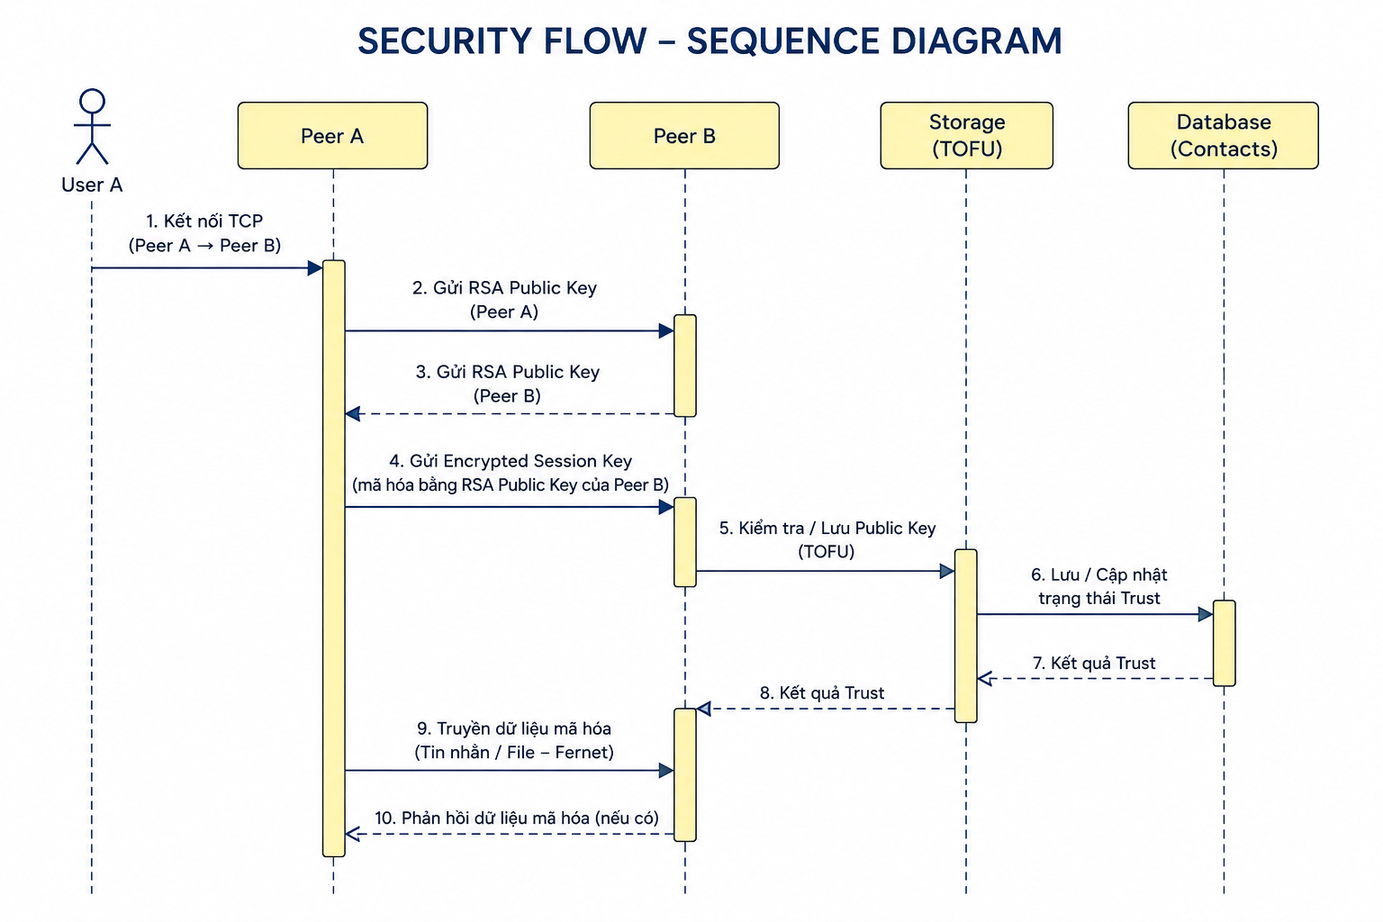 SECURITY FLOW – SEQUENCE DIAGRAM
User A
Peer A
Peer B
Storage
(TOFU)
Database
(Contacts)
1. Kết nối TCP
(Peer A → Peer B)
2. Gửi RSA Public Key
(Peer A)
3. Gửi RSA Public Key
(Peer B)
4. Gửi Encrypted Session Key
(mã hóa bằng RSA Public Key của Peer B)
5. Kiểm tra / Lưu Public Key
(TOFU)
6. Lưu / Cập nhật
trạng thái Trust
7. Kết quả Trust
8. Kết quả Trust
9. Truyền dữ liệu mã hóa
(Tin nhắn / File – Fernet)
10. Phản hồi dữ liệu mã hóa (nếu có)